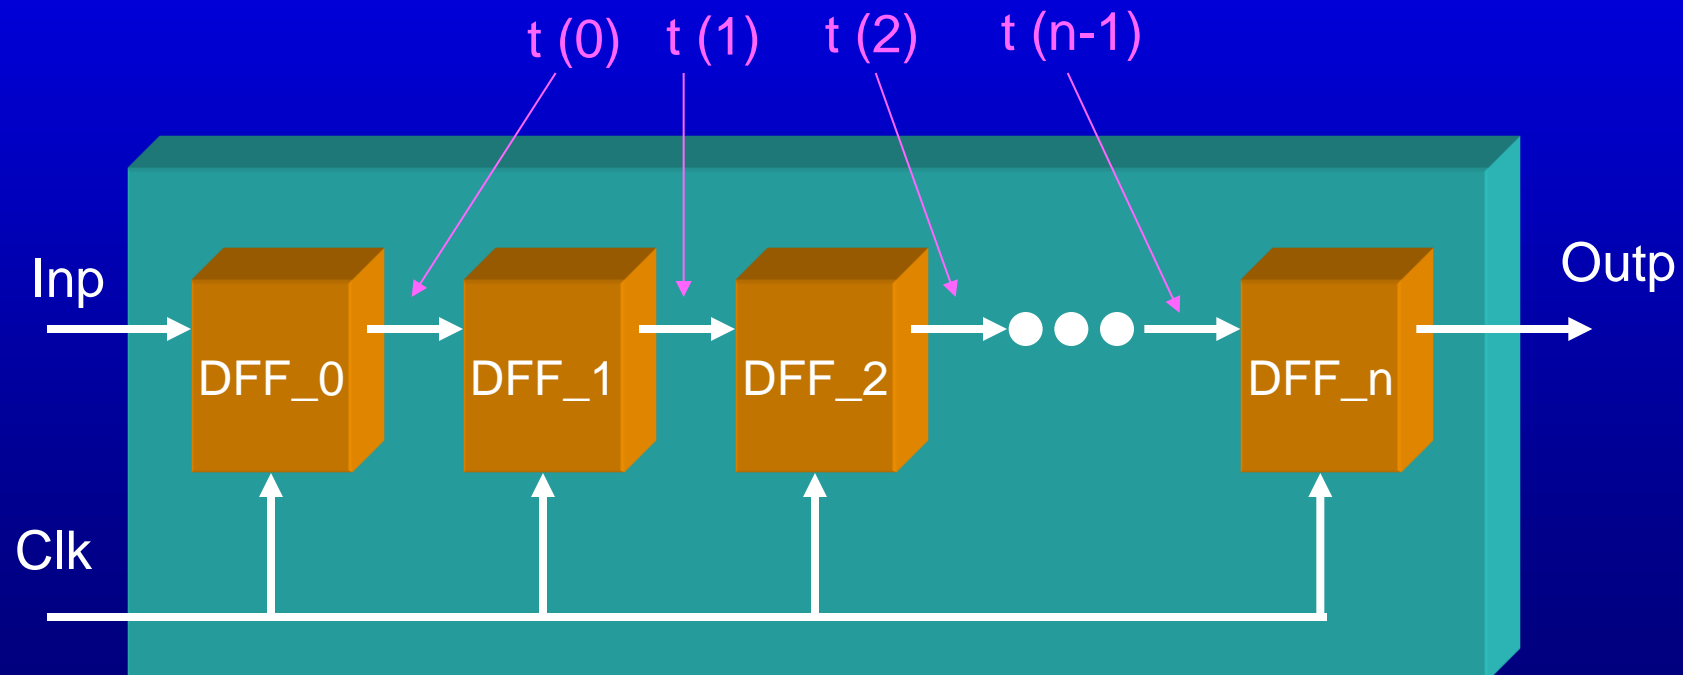 t (0) t (1) t (2) t (n-1)
Inp
Outp
DFF_0 DFF_1 DFF_2 DFF_n
Clk